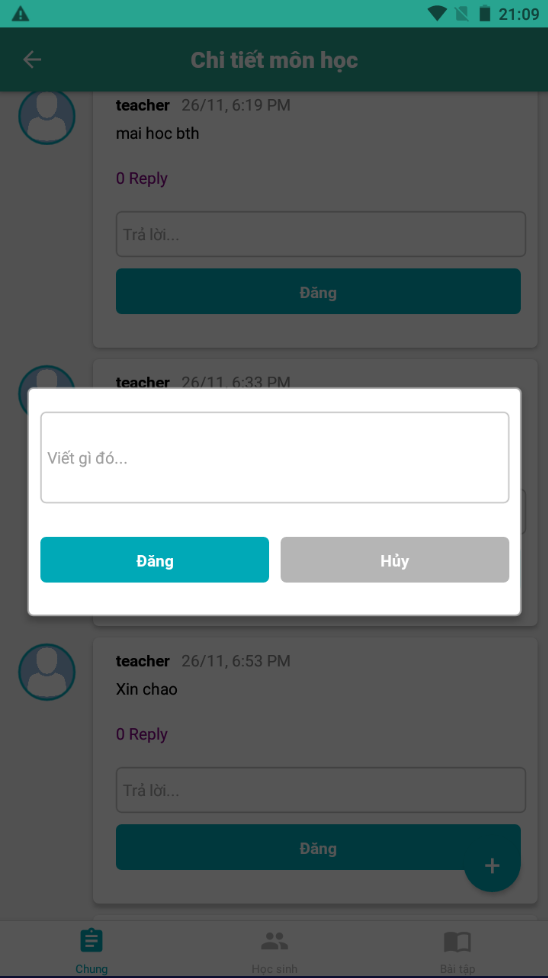 21:09
Chi tiết môn học
teacher 26/11, 6:19 PM
mai hoc bth
0 Reply
Trả lời...
Đăng
teacher 26/11, 6:33 PM
Viết gì đó...
Đăng Hủy
teacher 26/11, 6:53 PM
Xin chao
0 Reply
Trả lời...
Đăng
+
Chung Học sinh Bài tập